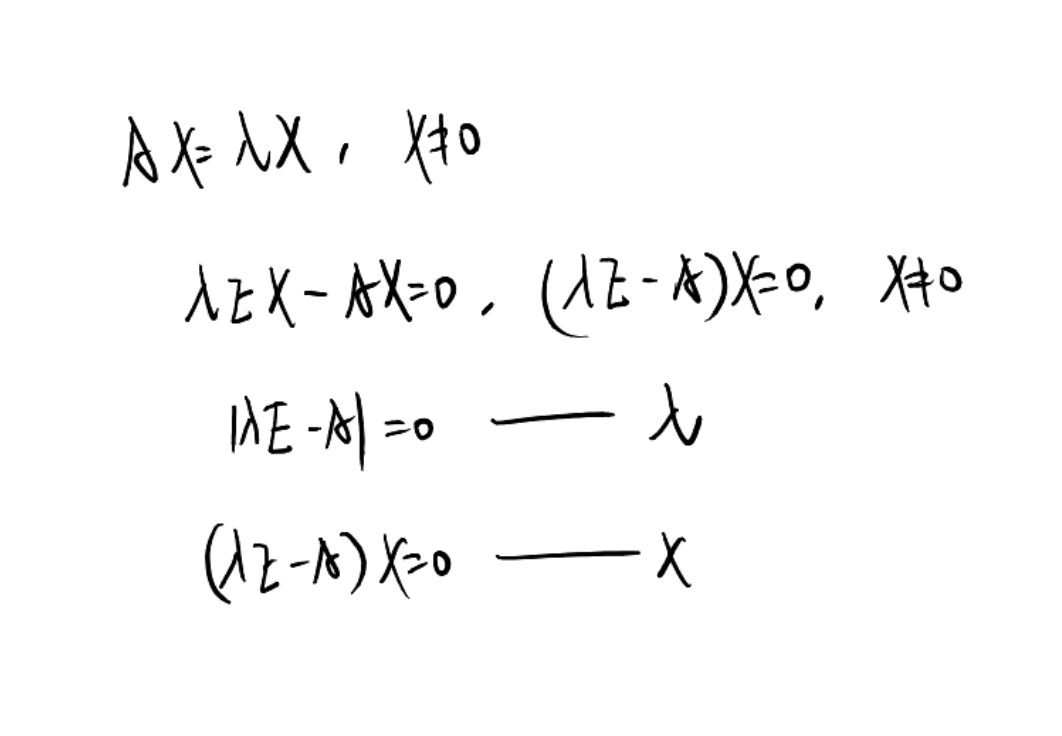 AX=λX, X≠0
λEX-AX=0, (λE-A)X=0, X≠0
|λE-A|=0 — λ
(λE-A)X=0 — X